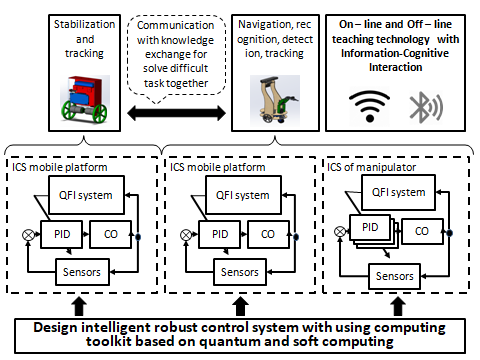 Stabilization
and
tracking
Communication
with knowledge
exchange for
solve difficult
task together
Navigation, rec
ognition, detect
ion, tracking
On – line and Off – line
teaching technology with
Information-Cognitive
Interaction
ICS mobile platform
QFI system
PID
CO
Sensors
ICS mobile platform
QFI system
PID
CO
Sensors
ICS of manipulator
QFI system
PID
CO
Sensors
Design intelligent robust control system with using computing
toolkit based on quantum and soft computing